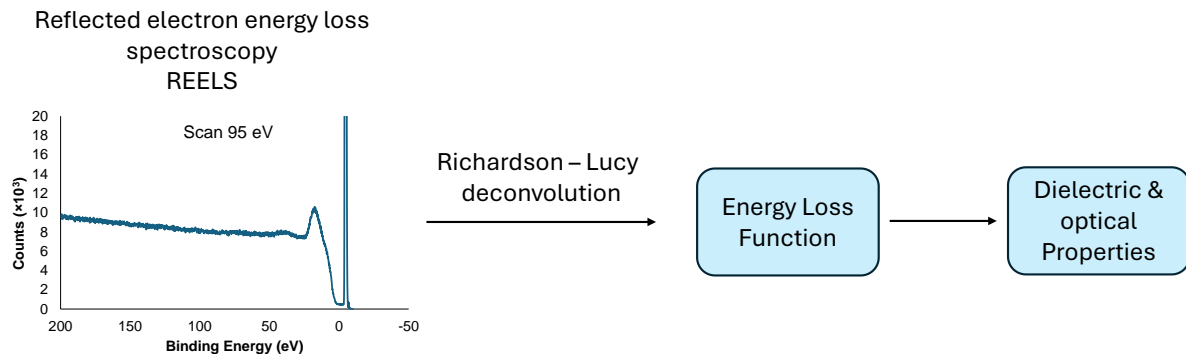 Reflected electron energy loss
spectroscopy
REELS
20
18
16
14
12
10
8
6
4
2
0
Counts (×10³)
Scan 95 eV
200
150
100
50
0
-50
Binding Energy (eV)
Richardson – Lucy
deconvolution
Energy Loss
Function
Dielectric &
optical
Properties